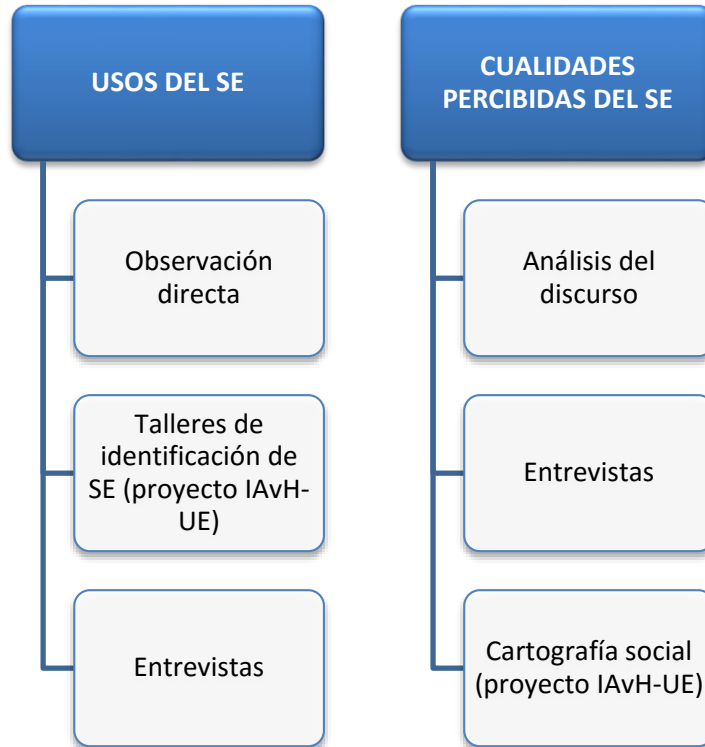 USOS DEL SE
Observación
directa
Talleres de
identificación de
SE (proyecto IAvH-
UE)
Entrevistas
CUALIDADES
PERCIBIDAS DEL SE
Análisis del
discurso
Entrevistas
Cartografía social
(proyecto IAvH-UE)